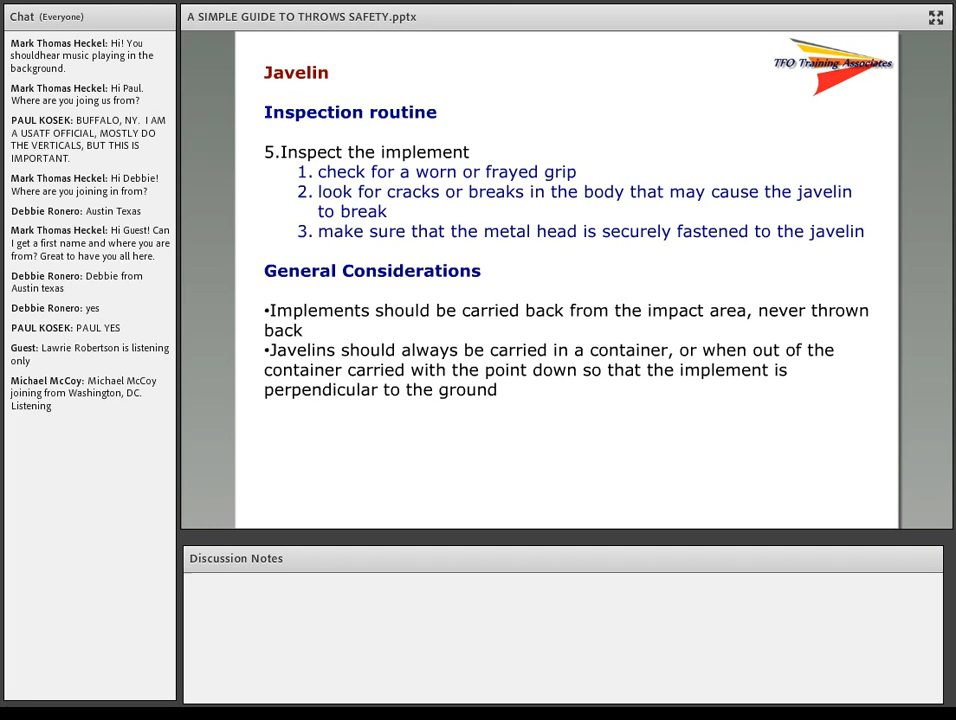 Chat (Everyone)
Mark Thomas Heckel: Hi! You
shouldhear music playing in the
background.
Mark Thomas Heckel: Hi Paul.
Where are you joing us from?
PAUL KOSEK: BUFFALO, NY. I AM
A USATF OFFICIAL, MOSTLY DO
THE VERTICALS, BUT THIS IS
IMPORTANT.
Mark Thomas Heckel: Hi Debbie!
Where are you joining in from?
Debbie Ronero: Austin Texas
Mark Thomas Heckel: Hi Guest! Can
I get a first name and where you are
from? Great to have you all here.
Debbie Ronero: Debbie from
Austin texas
Debbie Ronero: yes
PAUL KOSEK: PAUL YES
Guest: Lawrie Robertson is listening
only
Michael McCoy: Michael McCoy
joining from Washington, DC.
Listening
A SIMPLE GUIDE TO THROWS SAFETY.pptx
TFO Training Associates
Javelin
Inspection routine
5.Inspect the implement
1. check for a worn or frayed grip
2. look for cracks or breaks in the body that may cause the javelin
to break
3. make sure that the metal head is securely fastened to the javelin
General Considerations
•Implements should be carried back from the impact area, never thrown
back
•Javelins should always be carried in a container, or when out of the
container carried with the point down so that the implement is
perpendicular to the ground
Discussion Notes